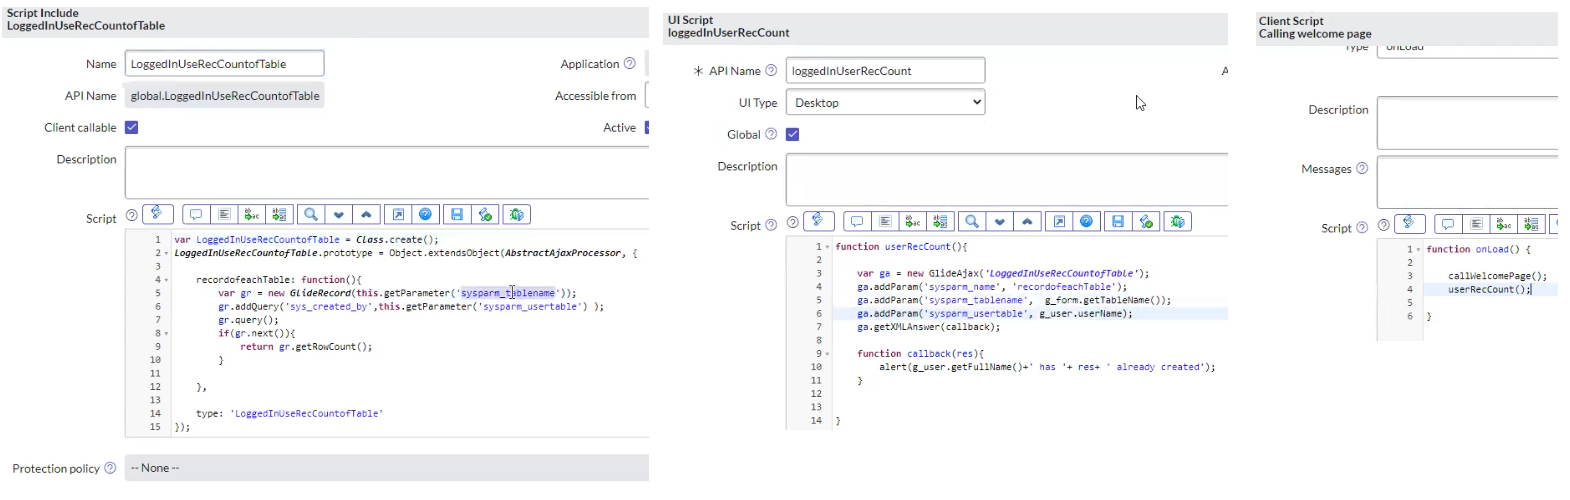 Script Include
LoggedInUseRecCountofTable
Name LoggedInUseRecCountofTable Application
API Name global.LoggedInUseRecCountofTable Accessible from
Client callable Active
Description
Script
1 var LoggedInUseRecCountofTable = Class.create();
2 LoggedInUseRecCountofTable.prototype = Object.extendsObject(AbstractAjaxProcessor, {
3
4 recordofeachTable: function(){
5 var gr = new GlideRecord(this.getParameter('sysparm_tablename'));
6 gr.addQuery('sys_created_by',this.getParameter('sysparm_usertable') );
7 gr.query();
8 if(gr.next()){
9 return gr.getRowCount();
10 }
11
12 },
13
14 type: 'LoggedInUseRecCountofTable'
15 });
Protection policy -- None --
UI Script
loggedInUserRecCount
API Name loggedInUserRecCount A
UI Type Desktop
Global
Description
Script
1 function userRecCount(){
2
3 var ga = new GlideAjax('LoggedInUseRecCountofTable');
4 ga.addParam('sysparm_name', 'recordofeachTable');
5 ga.addParam('sysparm_tablename', g_form.getTableName());
6 ga.addParam('sysparm_usertable', g_user.userName);
7 ga.getXMLAnswer(callback);
8
9 function callback(res){
10 alert(g_user.getFullName()+' has '+ res+ ' already created');
11 }
12
13
14 }
Client Script
Calling welcome page
Type onLoad
Description
Messages
Script
1 function onLoad() {
2
3 callWelcomePage();
4 userRecCount();
5
6 }